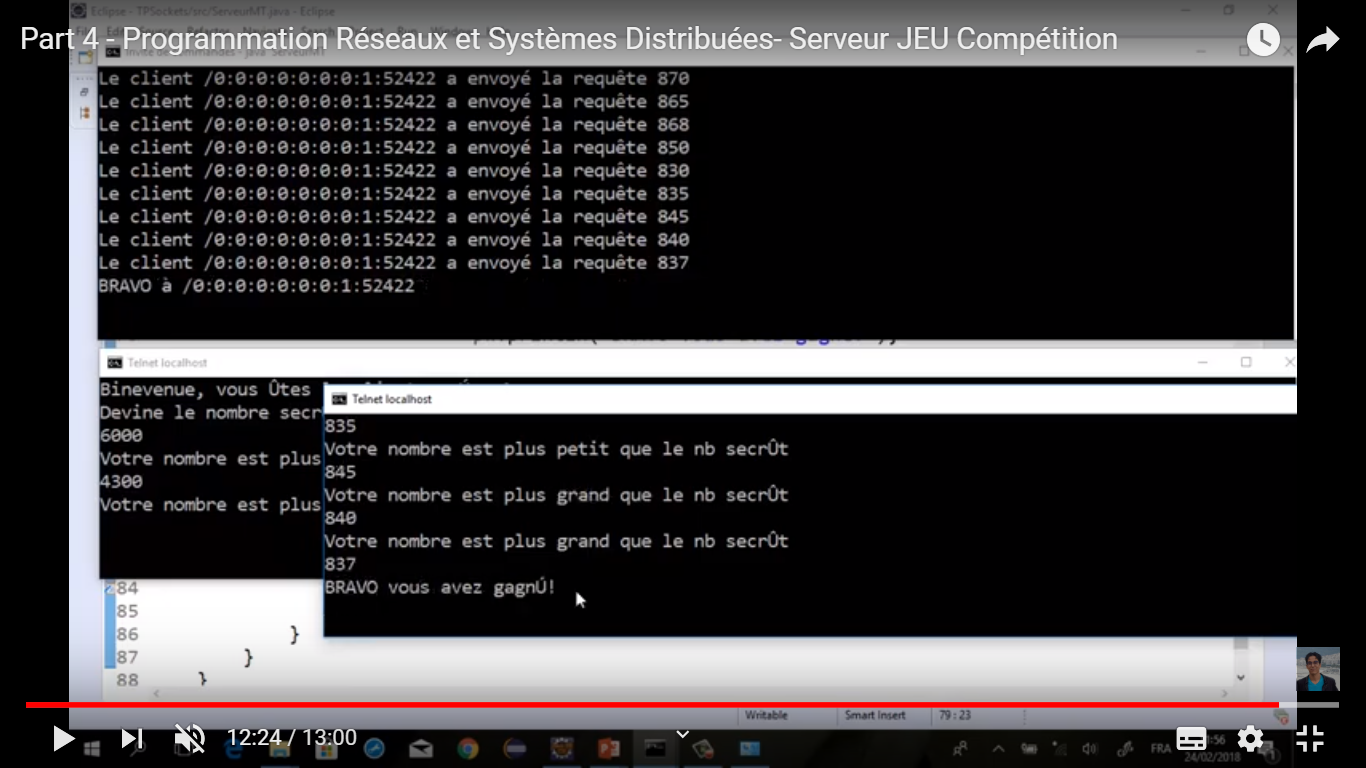 Eclipse - TPSockets/src/ServeurMT.java - Eclipse
Part 4 - Programmation Réseaux et Systèmes Distribuées- Serveur JEU Compétition
Le client /0:0:0:0:0:0:0:1:52422 a envoyé la requête 870
Le client /0:0:0:0:0:0:0:1:52422 a envoyé la requête 865
Le client /0:0:0:0:0:0:0:1:52422 a envoyé la requête 868
Le client /0:0:0:0:0:0:0:1:52422 a envoyé la requête 850
Le client /0:0:0:0:0:0:0:1:52422 a envoyé la requête 830
Le client /0:0:0:0:0:0:0:1:52422 a envoyé la requête 835
Le client /0:0:0:0:0:0:0:1:52422 a envoyé la requête 845
Le client /0:0:0:0:0:0:0:1:52422 a envoyé la requête 840
Le client /0:0:0:0:0:0:0:1:52422 a envoyé la requête 837
BRAVO à /0:0:0:0:0:0:0:1:52422
Telnet localhost
Binevenue, vous Ûtes
Devine le nombre secr
6000
Votre nombre est plus
4300
Votre nombre est plus
Telnet localhost
835
Votre nombre est plus petit que le nb secrÛt
845
Votre nombre est plus grand que le nb secrÛt
840
Votre nombre est plus grand que le nb secrÛt
837
BRAVO vous avez gagnÚ!
84
85
86 }
87 }
88 }
Writable Smart Insert 79 : 23
12:24 / 13:00
FRA
24/02/2018